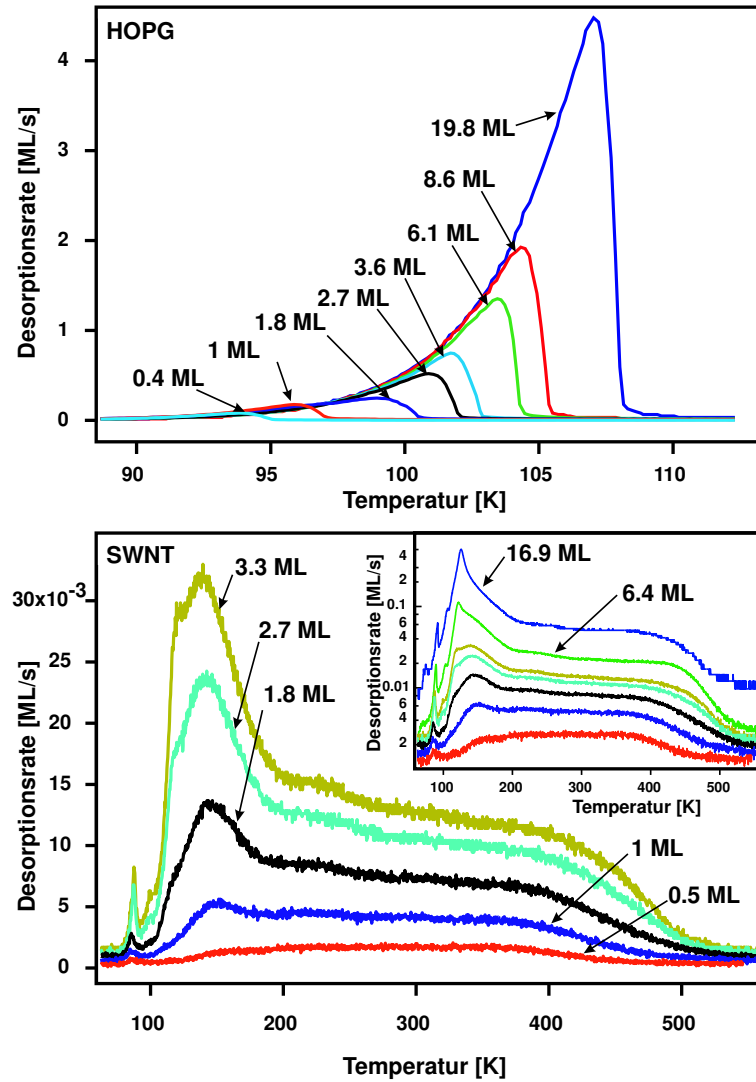 HOPG
Desorptionsrate [ML/s]
4
3
2
1
0
19.8 ML
8.6 ML
6.1 ML
3.6 ML
2.7 ML
1.8 ML
1 ML
0.4 ML
90 95 100 105 110
Temperatur [K]
SWNT
Desorptionsrate [ML/s]
30x10-3
25
20
15
10
5
0
3.3 ML
2.7 ML
1.8 ML
1 ML
0.5 ML
100 200 300 400 500
Temperatur [K]
Desorptionsrate [ML/s]
4
2
0.1
6
4
2
0.01
6
4
2
16.9 ML
6.4 ML
100 200 300 400 500
Temperatur [K]